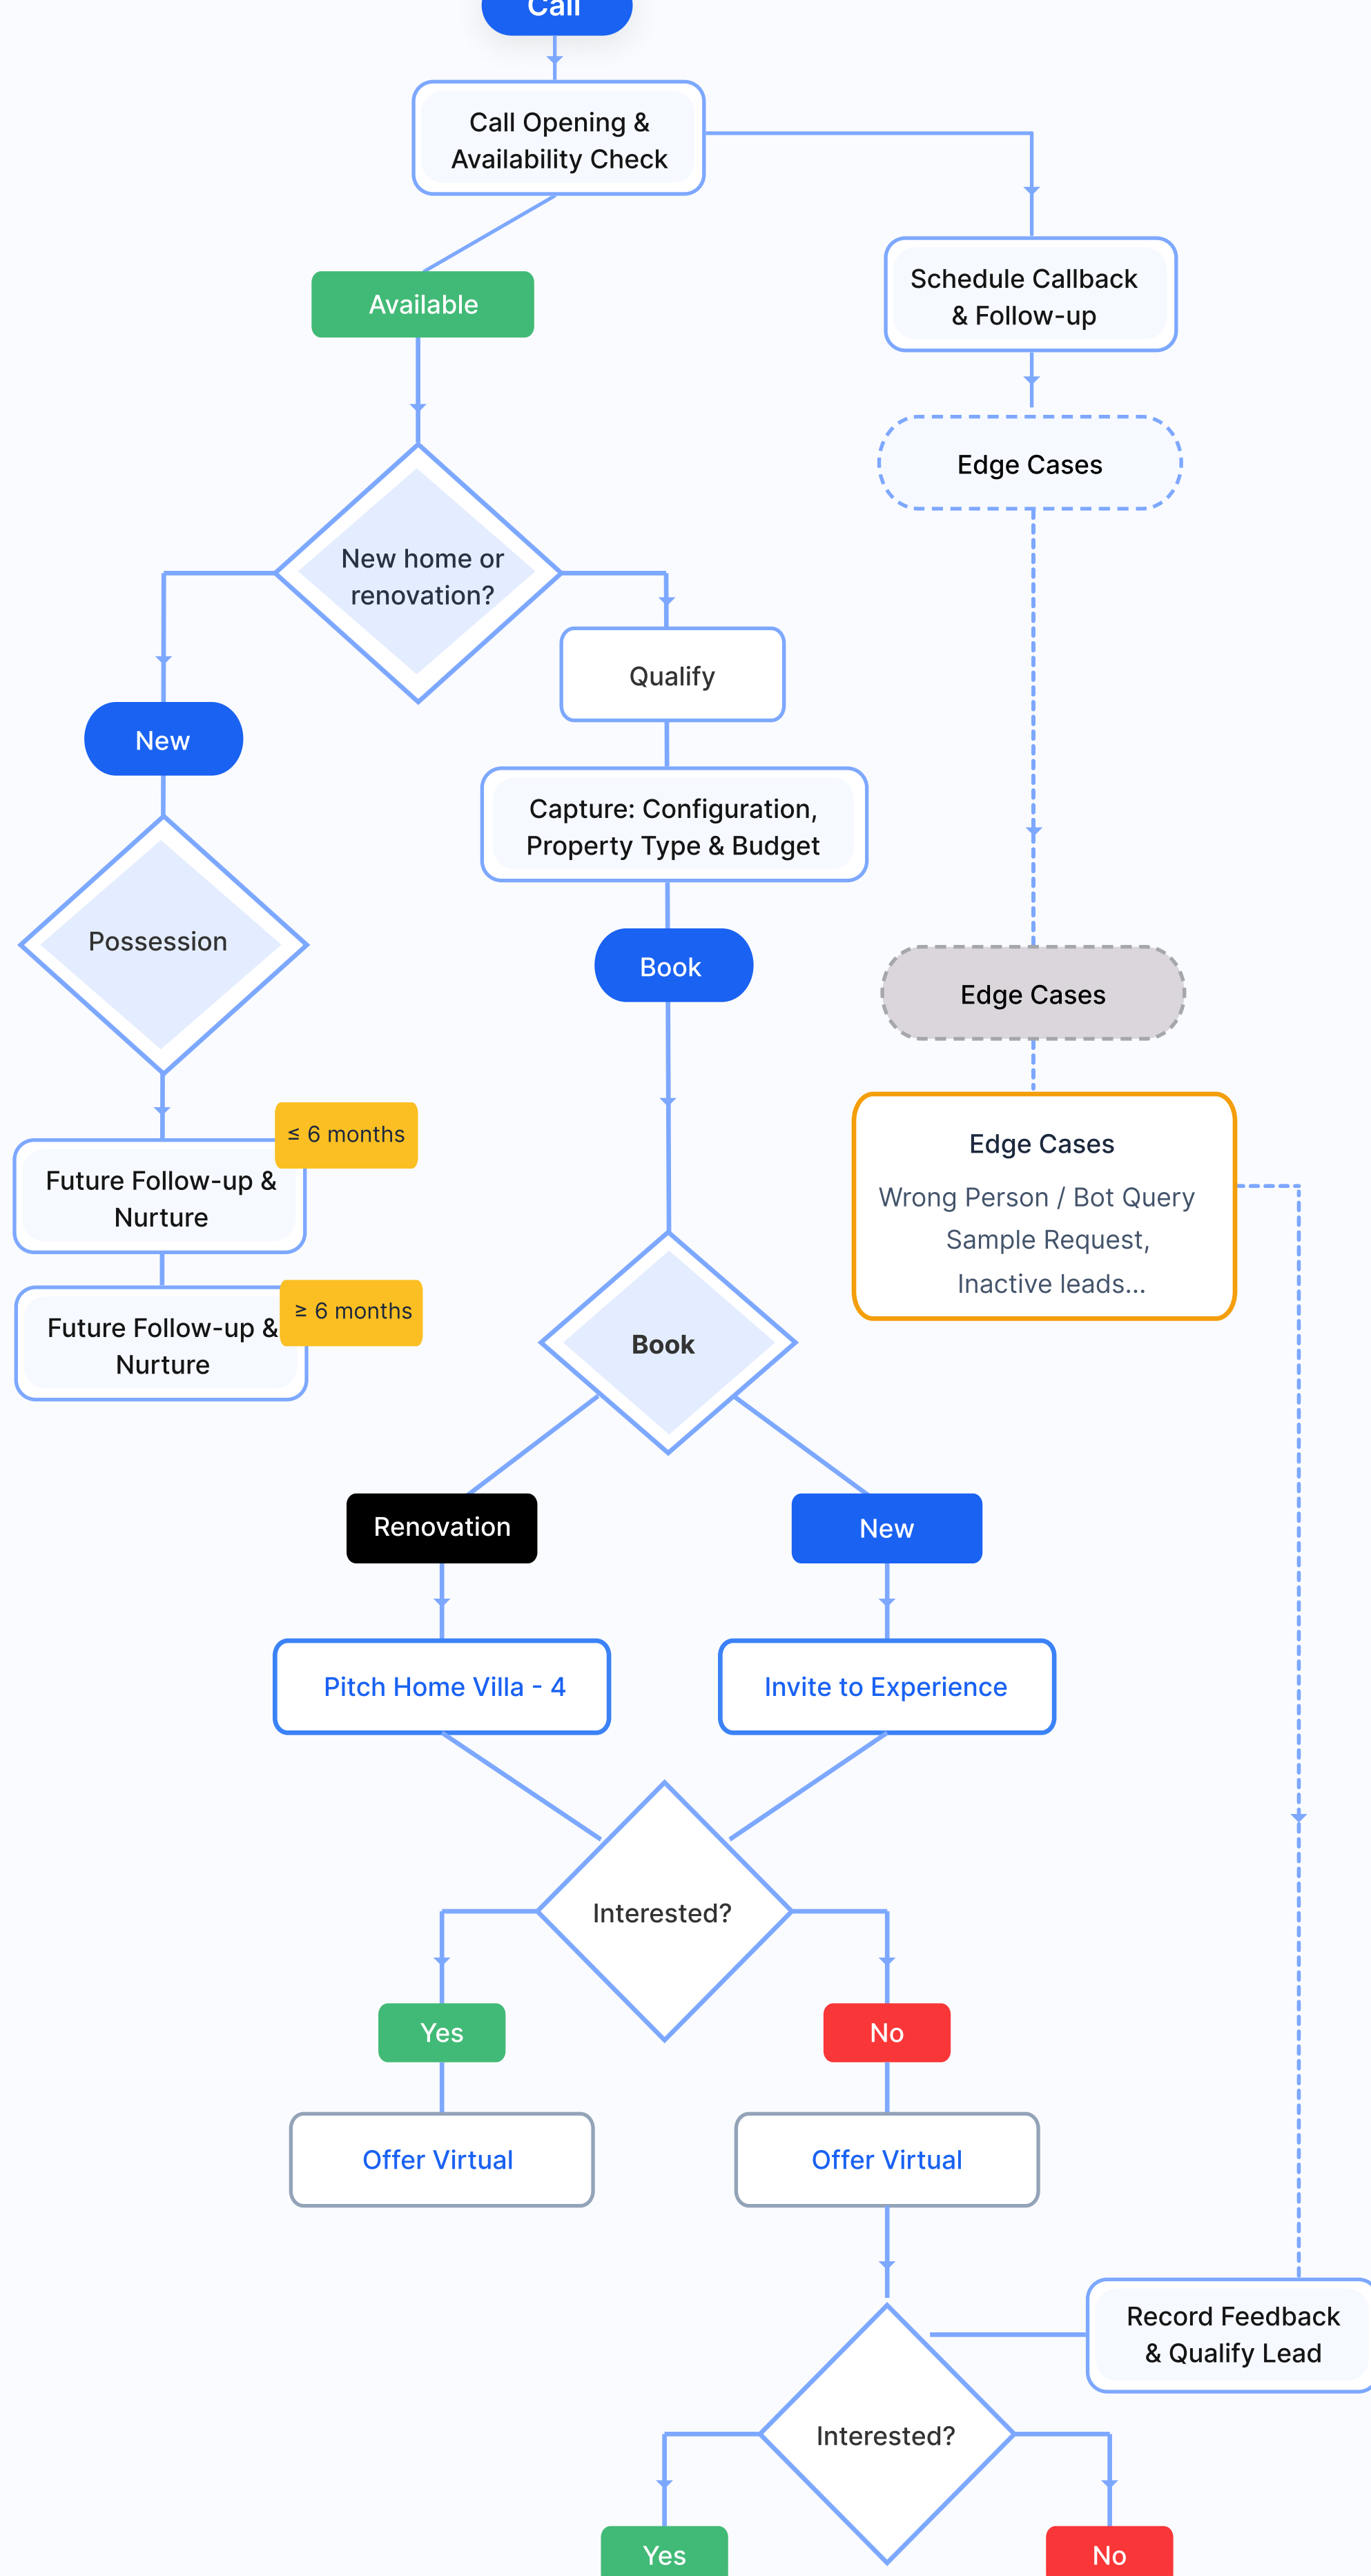 Call
Call Opening &
Availability Check
Available
Schedule Callback
& Follow-up
Edge Cases
New home or
renovation?
Qualify
New
Capture: Configuration,
Property Type & Budget
Possession
Book
Edge Cases
≤ 6 months
Future Follow-up &
Nurture
Edge Cases
Wrong Person / Bot Query
Sample Request,
Inactive leads...
≥ 6 months
Future Follow-up &
Nurture
Book
Renovation
New
Pitch Home Villa - 4
Invite to Experience
Interested?
Yes
No
Offer Virtual
Offer Virtual
Record Feedback
& Qualify Lead
Interested?
Yes
No